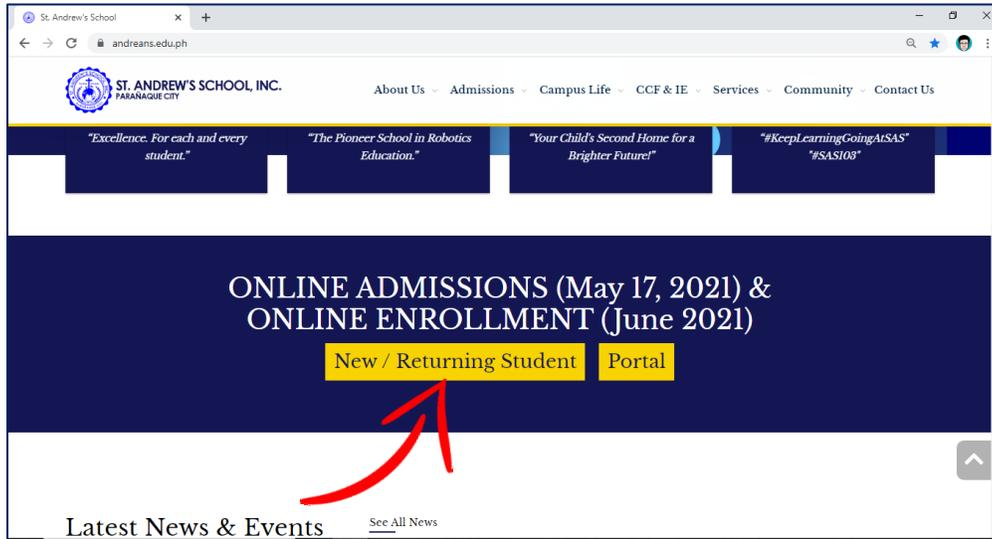 St. Andrew's School
andreans.edu.ph
ST. ANDREW'S SCHOOL, INC.
PARAÑAQUE CITY
About Us Admissions Campus Life CCF & IE Services Community Contact Us
"Excellence. For each and every
student."
"The Pioneer School in Robotics
Education."
"Your Child's Second Home for a
Brighter Future!"
"#KeepLearningGoingAtSAS"
"#SAS103"
ONLINE ADMISSIONS (May 17, 2021) &
ONLINE ENROLLMENT (June 2021)
New / Returning Student Portal
Latest News & Events See All News